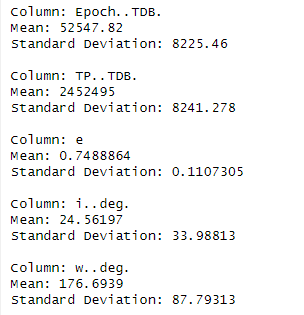 Column: Epoch..TDB.
Mean: 52547.82
Standard Deviation: 8225.46
Column: TP..TDB.
Mean: 2452495
Standard Deviation: 8241.278
Column: e
Mean: 0.7488864
Standard Deviation: 0.1107305
Column: i..deg.
Mean: 24.56197
Standard Deviation: 33.98813
Column: w..deg.
Mean: 176.6939
Standard Deviation: 87.79313